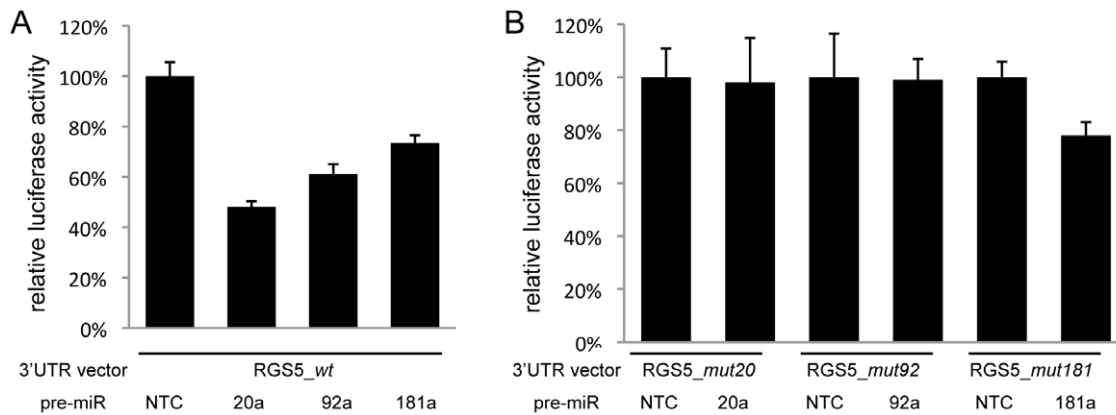 A
120%
100%
80%
60%
40%
20%
0%
relative luciferase activity
3'UTR vector
RGS5_wt
pre-miR
NTC 20a 92a 181a
B
120%
100%
80%
60%
40%
20%
0%
relative luciferase activity
3'UTR vector
RGS5_mut20 RGS5_mut92 RGS5_mut181
pre-miR
NTC 20a NTC 92a NTC 181a